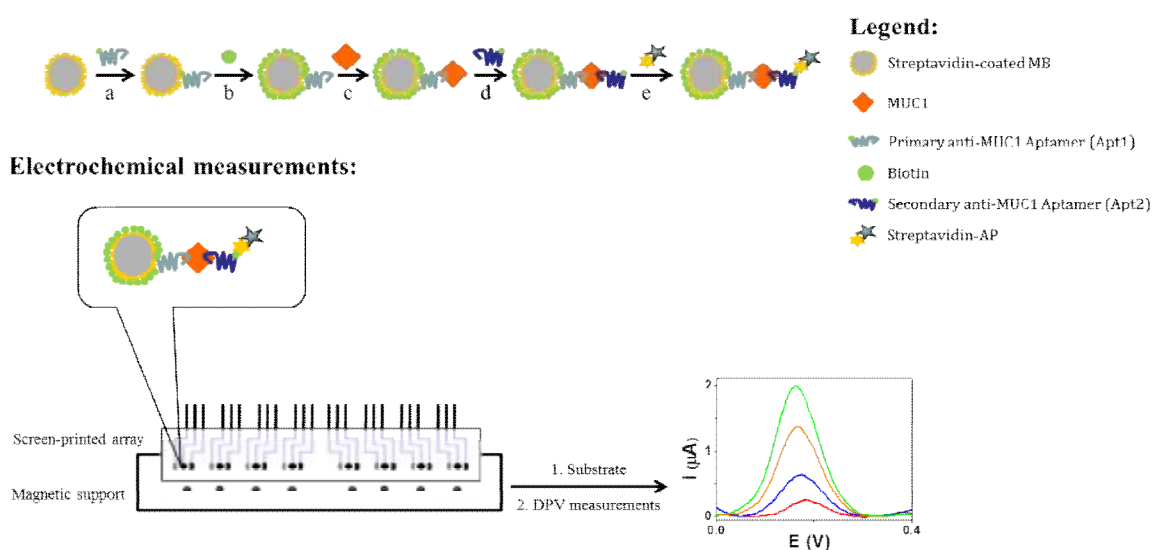 Legend:
Streptavidin-coated MB
MUC1
Primary anti-MUC1 Aptamer (Apt1)
Biotin
Secondary anti-MUC1 Aptamer (Apt2)
Streptavidin-AP
a
b
c
d
e
Electrochemical measurements:
Screen-printed array
Magnetic support
1. Substrate
2. DPV measurements
2
1
0
I (µA)
0.0
0.4
E (V)